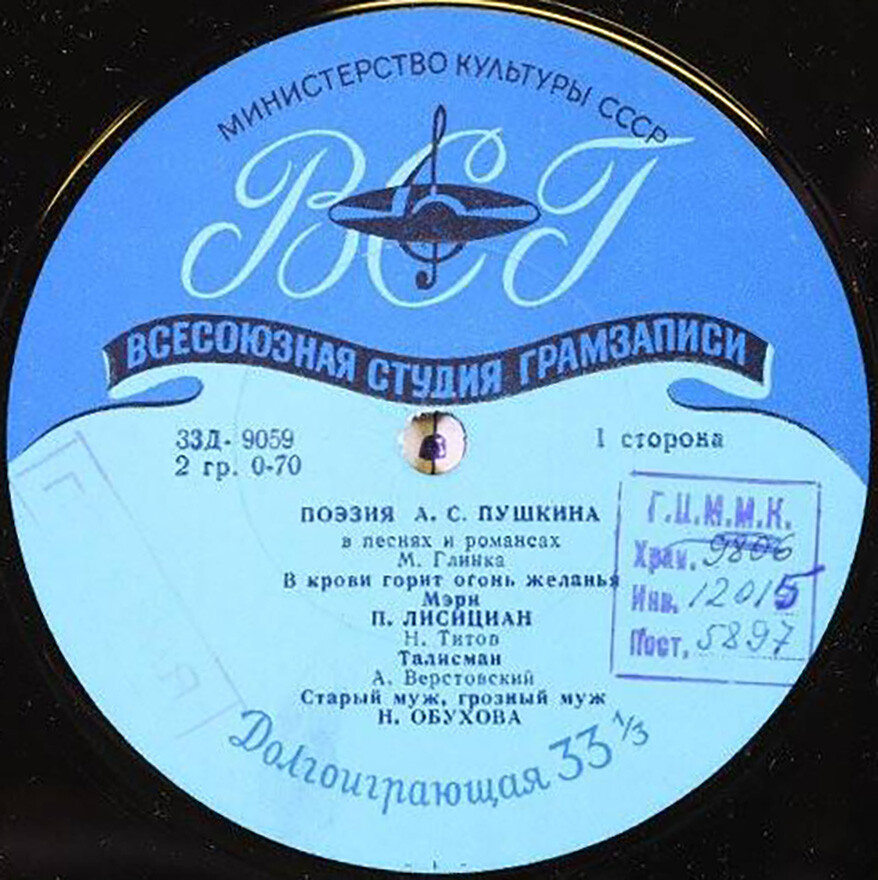 МИНИСТЕРСТВО КУЛЬТУРЫ СССР
ВСГ
ВСЕСОЮЗНАЯ СТУДИЯ ГРАМЗАПИСИ
33Д- 9059
2 гр. 0-70
1 сторона
ПОЭЗИЯ А. С. ПУШКИНА
в песнях и романсах
М. Глинка
В крови горит огонь желанья
Мэри
П. ЛИСИЦИАН
Н. Титов
Талисман
А. Верстовский
Старый муж, грозный муж
Н. ОБУХОВА
Г.Ц.М.М.К.
Хран. 9806
Инв. 12015
Пост. 5897
Долгоиграющая 33 1/3